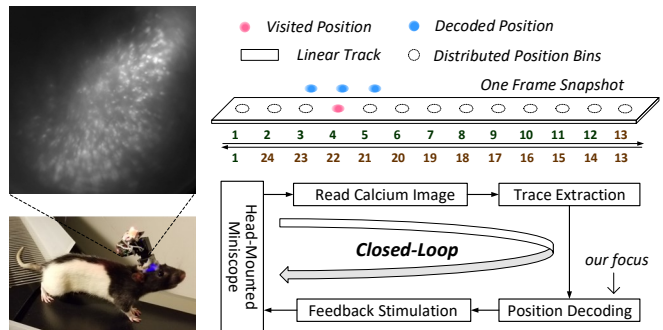 Visited Position
Decoded Position
Linear Track
Distributed Position Bins
One Frame Snapshot
1 2 3 4 5 6 7 8 9 10 11 12 13
1 24 23 22 21 20 19 18 17 16 15 14 13
Head-Mounted
Miniscope
Read Calcium Image
Trace Extraction
Closed-Loop
our focus
Feedback Stimulation
Position Decoding